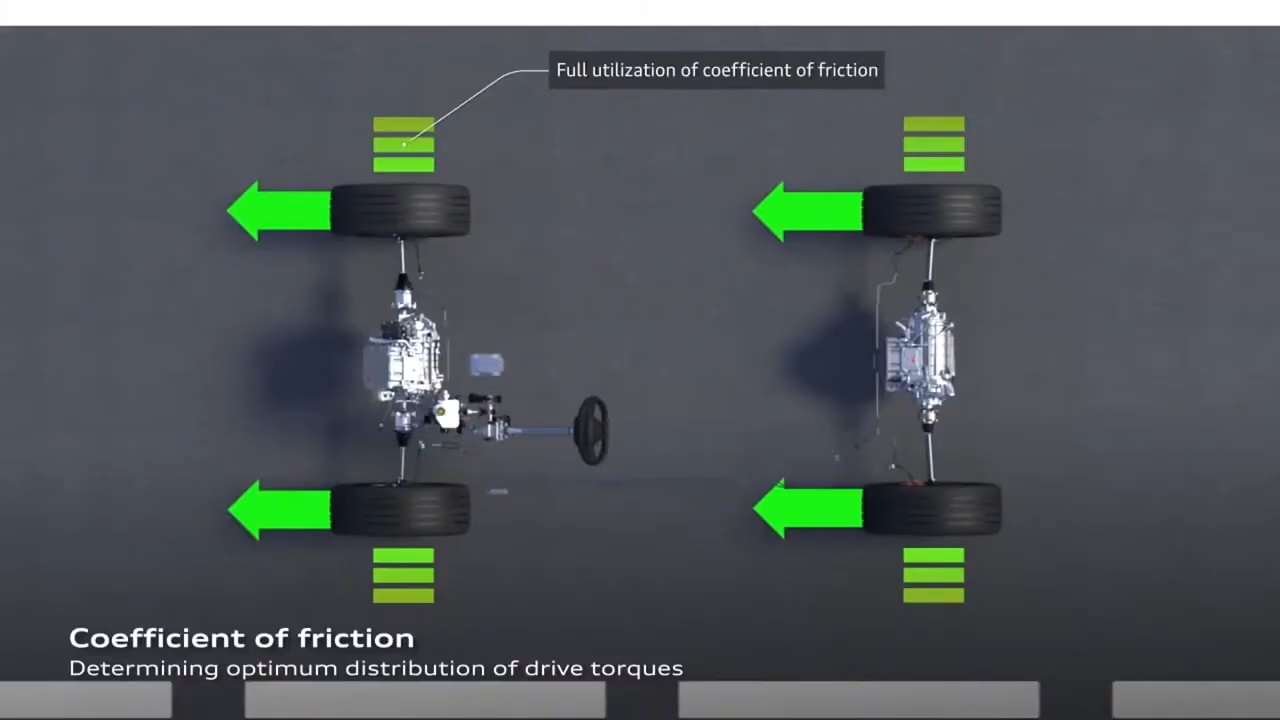 Full utilization of coefficient of friction
Coefficient of friction
Determining optimum distribution of drive torques